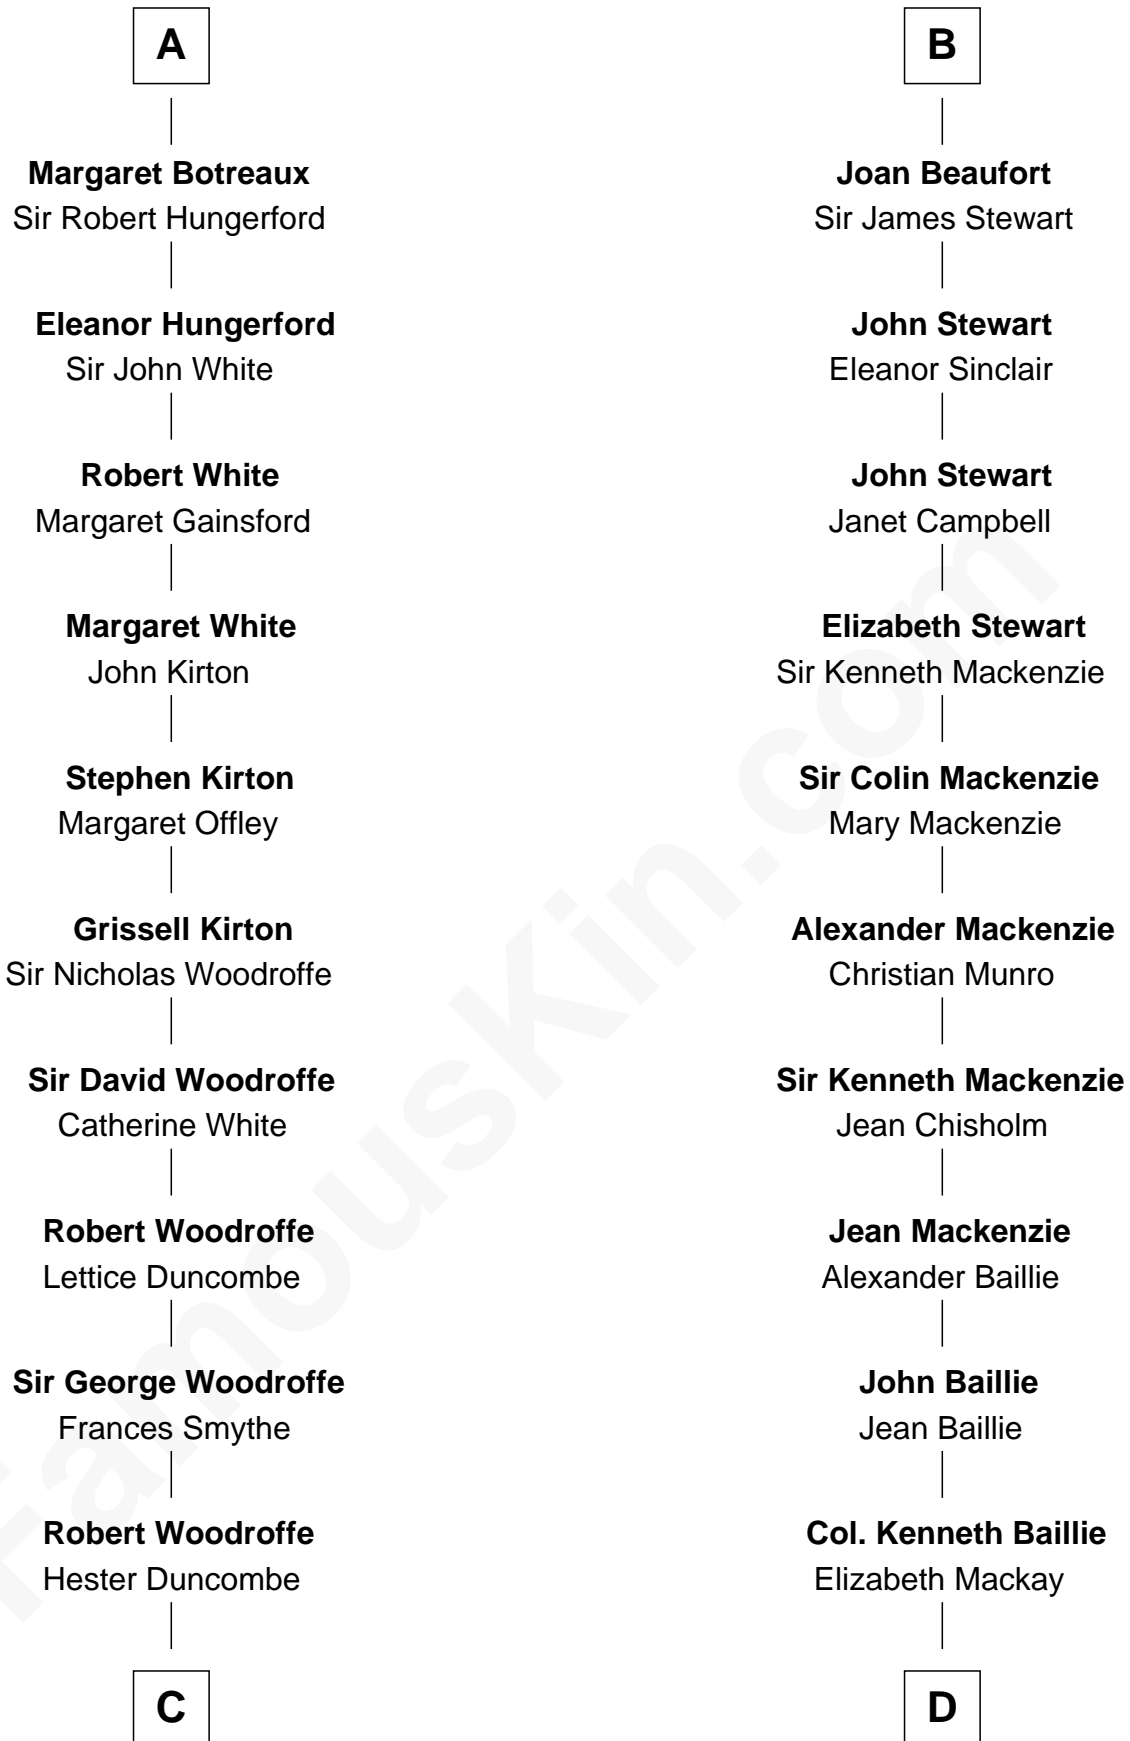 A
Margaret Botreaux
Sir Robert Hungerford
Eleanor Hungerford
Sir John White
Robert White
Margaret Gainsford
Margaret White
John Kirton
Stephen Kirton
Margaret Offley
Grissell Kirton
Sir Nicholas Woodroffe
Sir David Woodroffe
Catherine White
Robert Woodroffe
Lettice Duncombe
Sir George Woodroffe
Frances Smythe
Robert Woodroffe
Hester Duncombe
C
B
Joan Beaufort
Sir James Stewart
John Stewart
Eleanor Sinclair
John Stewart
Janet Campbell
Elizabeth Stewart
Sir Kenneth Mackenzie
Sir Colin Mackenzie
Mary Mackenzie
Alexander Mackenzie
Christian Munro
Sir Kenneth Mackenzie
Jean Chisholm
Jean Mackenzie
Alexander Baillie
John Baillie
Jean Baillie
Col. Kenneth Baillie
Elizabeth Mackay
D
FamousKin.com